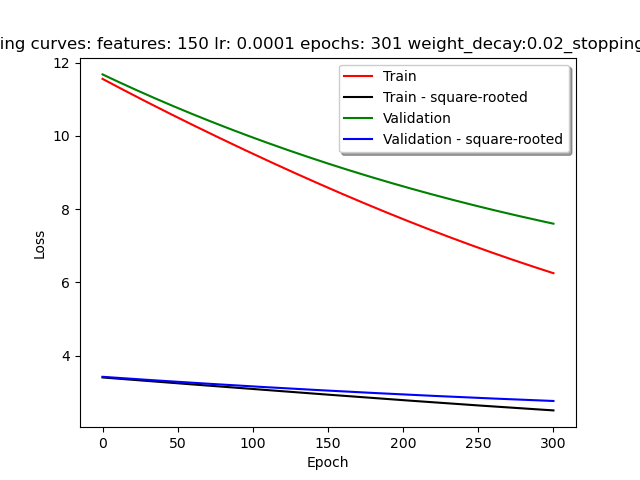 ing curves: features: 150 lr: 0.0001 epochs: 301 weight_decay:0.02_stopping
12
10
8
6
4
Loss
Train
Train - square-rooted
Validation
Validation - square-rooted
0 50 100 150 200 250 300
Epoch